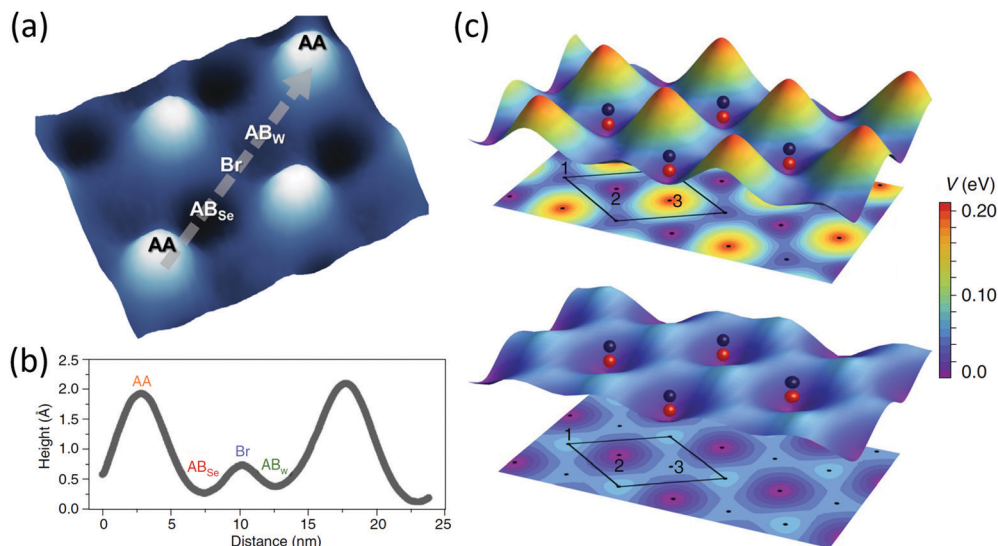 (a)
AA
AB_W
Br
AB_Se
AA
(b)
2.5
2.0
1.5
1.0
0.5
0.0
Height (Å)
AA
AB_Se
Br
AB_W
0
5
10
15
20
25
Distance (nm)
(c)
1
2
3
1
2
3
V (eV)
0.20
0.10
0.0